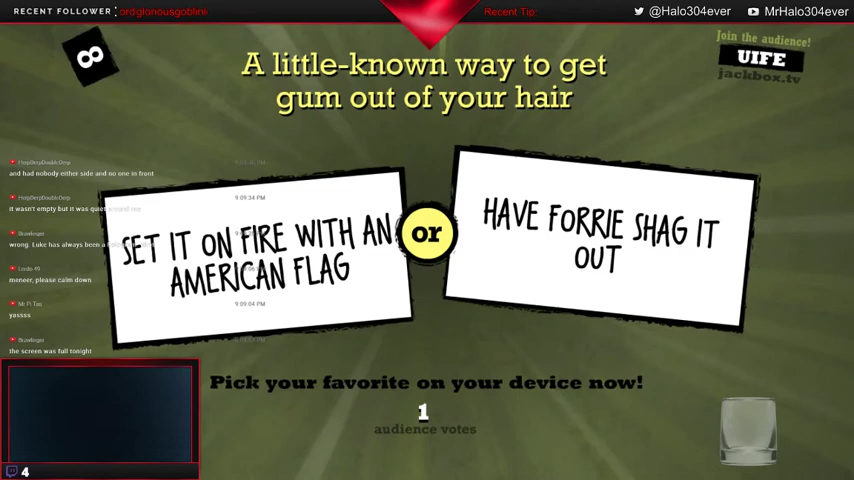 RECENT FOLLOWER
Recent Tip:
@Halo304ever
MrHalo304ever
8
A little-known way to get
gum out of your hair
Join the audience!
UIFE
jackbox.tv
and had nobody either side and no one in front
9:09:34 PM
it wasn't empty but it was quiet
wrong. Luke has always been a
meneer, please calm down
Mr Pi Tao
9:09:04 PM
yassss
the screen was full tonight
SET IT ON FIRE WITH AN
AMERICAN FLAG
or
HAVE FORRIE SHAG IT
OUT
Pick your favorite on your device now!
1
audience votes
4